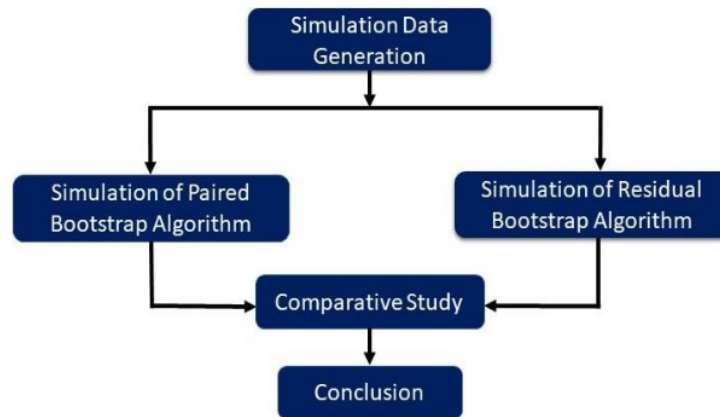 Simulation Data
Generation
Simulation of Paired
Bootstrap Algorithm
Simulation of Residual
Bootstrap Algorithm
Comparative Study
Conclusion